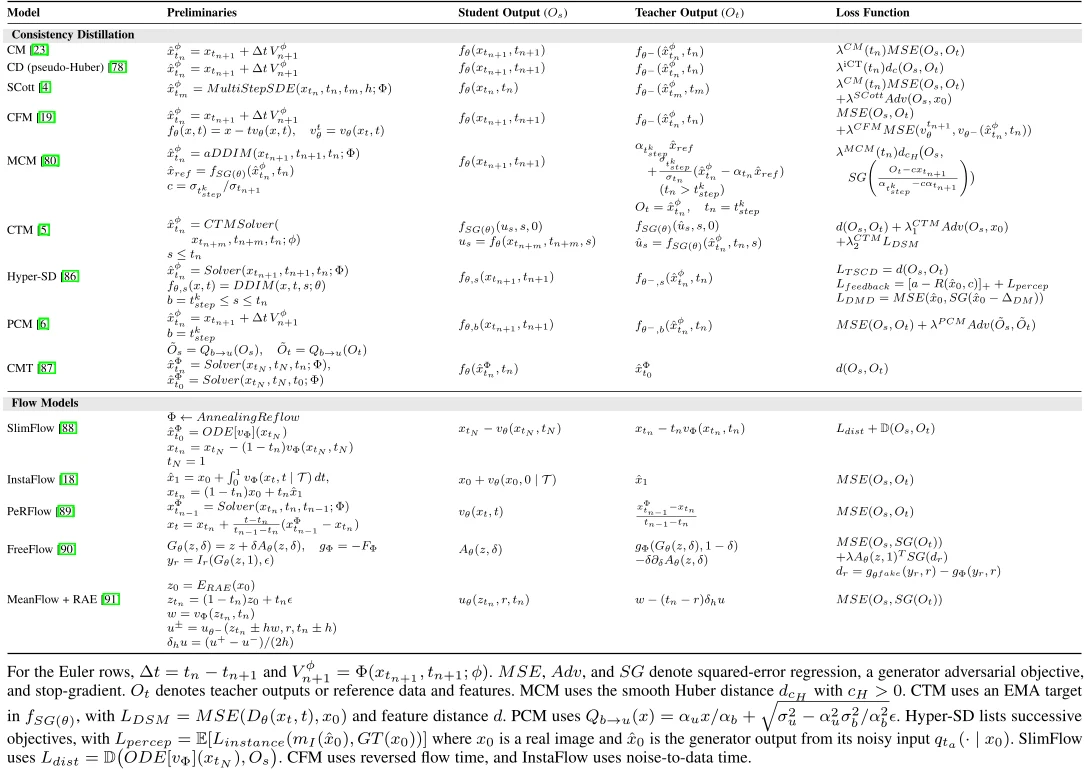 Model Preliminaries Student Output (O_s) Teacher Output (O_t) Loss Function
Consistency Distillation
CM [23] x̂^φ_{t_n} = x_{t_{n+1}} + Δt V^φ_{n+1} f_θ(x_{t_{n+1}}, t_{n+1}) f_{θ−}(x̂^φ_{t_n}, t_n) λ^{CM}(t_n)MSE(O_s, O_t)
CD (pseudo-Huber) [78] x̂^φ_{t_n} = x_{t_{n+1}} + Δt V^φ_{n+1} f_θ(x_{t_{n+1}}, t_{n+1}) f_{θ−}(x̂^φ_{t_n}, t_n) λ^{iCT}(t_n)d_c(O_s, O_t)
SCott [4] x̂^φ_{t_m} = MultiStepSDE(x_{t_n}, t_n, t_m, h; Φ) f_θ(x_{t_n}, t_n) f_{θ−}(x̂^φ_{t_m}, t_m) λ^{CM}(t_n)MSE(O_s, O_t)
+λ^{SCott}Adv(O_s, x_0)
CFM [19] x̂^φ_{t_n} = x_{t_{n+1}} + Δt V^φ_{n+1} f_θ(x_{t_{n+1}}, t_{n+1}) f_{θ−}(x̂^φ_{t_n}, t_n) MSE(O_s, O_t)
f_θ(x, t) = x − tv_θ(x, t), v^t_θ = v_θ(x_t, t) +λ^{CFM}MSE(v^{t_{n+1}}_θ, v_{θ−}(x̂^φ_{t_n}, t_n))
MCM [80] x̂^φ_{t_n} = aDDIM(x_{t_{n+1}}, t_{n+1}, t_n; Φ) f_θ(x_{t_{n+1}}, t_{n+1}) α_{t^k_{step}} x̂_{ref} λ^{MCM}(t_n)d_{c_H}(O_s,
x̂_{ref} = f_{SG(θ)}(x̂^φ_{t_n}, t_n) + σ_{t^k_{step}}/σ_{t_n} (x̂^φ_{t_n} − α_{t_n} x̂_{ref}) SG((O_t − cx_{t_{n+1}})/(α_{t^k_{step}} − cα_{t_{n+1}})))
c = σ_{t^k_{step}}/σ_{t_{n+1}} (t_n > t^k_{step})
O_t = x̂^φ_{t_n}, t_n = t^k_{step}
CTM [5] x̂^φ_{t_n} = CTMSolver( f_{SG(θ)}(u_s, s, 0) f_{SG(θ)}(û_s, s, 0) d(O_s, O_t) + λ^{CTM}_1 Adv(O_s, x_0)
x_{t_{n+m}}, t_{n+m}, t_n; φ) u_s = f_θ(x_{t_{n+m}}, t_{n+m}, s) û_s = f_{SG(θ)}(x̂^φ_{t_n}, t_n, s) +λ^{CTM}_2 L_{DSM}
s ≤ t_n
Hyper-SD [86] x̂^φ_{t_n} = Solver(x_{t_{n+1}}, t_{n+1}, t_n; Φ) f_{θ,s}(x_{t_{n+1}}, t_{n+1}) f_{θ−,s}(x̂^φ_{t_n}, t_n) L_{TSCD} = d(O_s, O_t)
f_{θ,s}(x, t) = DDIM(x, t, s; θ) L_{feedback} = [a − R(x̂_0, c)]_+ + L_{percep}
b = t^k_{step} ≤ s ≤ t_n L_{DMD} = MSE(x̂_0, SG(x̂_0 − Δ_{DM}))
PCM [6] x̂^φ_{t_n} = x_{t_{n+1}} + Δt V^φ_{n+1} f_{θ,b}(x_{t_{n+1}}, t_{n+1}) f_{θ−,b}(x̂^φ_{t_n}, t_n) MSE(O_s, O_t) + λ^{PCM}Adv(Õ_s, Õ_t)
b = t^k_{step}
Õ_s = Q_{b→u}(O_s), Õ_t = Q_{b→u}(O_t)
CMT [87] x̂^Φ_{t_n} = Solver(x_{t_N}, t_N, t_n; Φ), f_θ(x̂^Φ_{t_n}, t_n) x̂^Φ_{t_0} d(O_s, O_t)
x̂^Φ_{t_0} = Solver(x_{t_N}, t_N, t_0; Φ)
Flow Models
Φ ← AnnealingReflow
SlimFlow [88] x̂^Φ_{t_0} = ODE[v_Φ](x_{t_N}) x_{t_N} − v_θ(x_{t_N}, t_N) x_{t_n} − t_n v_Φ(x_{t_n}, t_n) L_{dist} + 𝔻(O_s, O_t)
x_{t_n} = x_{t_N} − (1 − t_n)v_Φ(x_{t_N}, t_N)
t_N = 1
InstaFlow [18] x̂_1 = x_0 + ∫_0^1 v_Φ(x_t, t | 𝒯) dt, x_0 + v_θ(x_0, 0 | 𝒯) x̂_1 MSE(O_s, O_t)
x_{t_n} = (1 − t_n)x_0 + t_n x̂_1
PeRFlow [89] x^Φ_{t_{n−1}} = Solver(x_{t_n}, t_n, t_{n−1}; Φ) v_θ(x_t, t) (x^Φ_{t_{n−1}} − x_{t_n})/(t_{n−1} − t_n) MSE(O_s, O_t)
x_t = x_{t_n} + (t − t_n)/(t_{n−1} − t_n) (x^Φ_{t_{n−1}} − x_{t_n})
FreeFlow [90] G_θ(z, δ) = z + δA_θ(z, δ), g_Φ = −F_Φ A_θ(z, δ) g_Φ(G_θ(z, δ), 1 − δ) MSE(O_s, SG(O_t))
y_r = I_r(G_θ(z, 1), ϵ) −δ∂_δA_θ(z, δ) +λA_θ(z, 1)^T SG(d_r)
d_r = g_{θ^{fake}}(y_r, r) − g_Φ(y_r, r)
z_0 = E_{RAE}(x_0)
MeanFlow + RAE [91] z_{t_n} = (1 − t_n)z_0 + t_nϵ u_θ(z_{t_n}, r, t_n) w − (t_n − r)δ_h u MSE(O_s, SG(O_t))
w = v_Φ(z_{t_n}, t_n)
u^± = u_{θ−}(z_{t_n} ± hw, r, t_n ± h)
δ_h u = (u^+ − u^−)/(2h)
For the Euler rows, Δt = t_n − t_{n+1} and V^φ_{n+1} = Φ(x_{t_{n+1}}, t_{n+1}; φ). MSE, Adv, and SG denote squared-error regression, a generator adversarial objective,
and stop-gradient. O_t denotes teacher outputs or reference data and features. MCM uses the smooth Huber distance d_{c_H} with c_H > 0. CTM uses an EMA target
in f_{SG(θ)}, with L_{DSM} = MSE(D_θ(x_t, t), x_0) and feature distance d. PCM uses Q_{b→u}(x) = α_u x/α_b + √(σ²_u − α²_u σ²_b/α²_b) ϵ. Hyper-SD lists successive
objectives, with L_{percep} = 𝔼[L_{instance}(m_I(x̂_0), GT(x_0))] where x_0 is a real image and x̂_0 is the generator output from its noisy input q_{t_a}(· | x_0). SlimFlow
uses L_{dist} = 𝔻(ODE[v_Φ](x_{t_N}), O_s). CFM uses reversed flow time, and InstaFlow uses noise-to-data time.